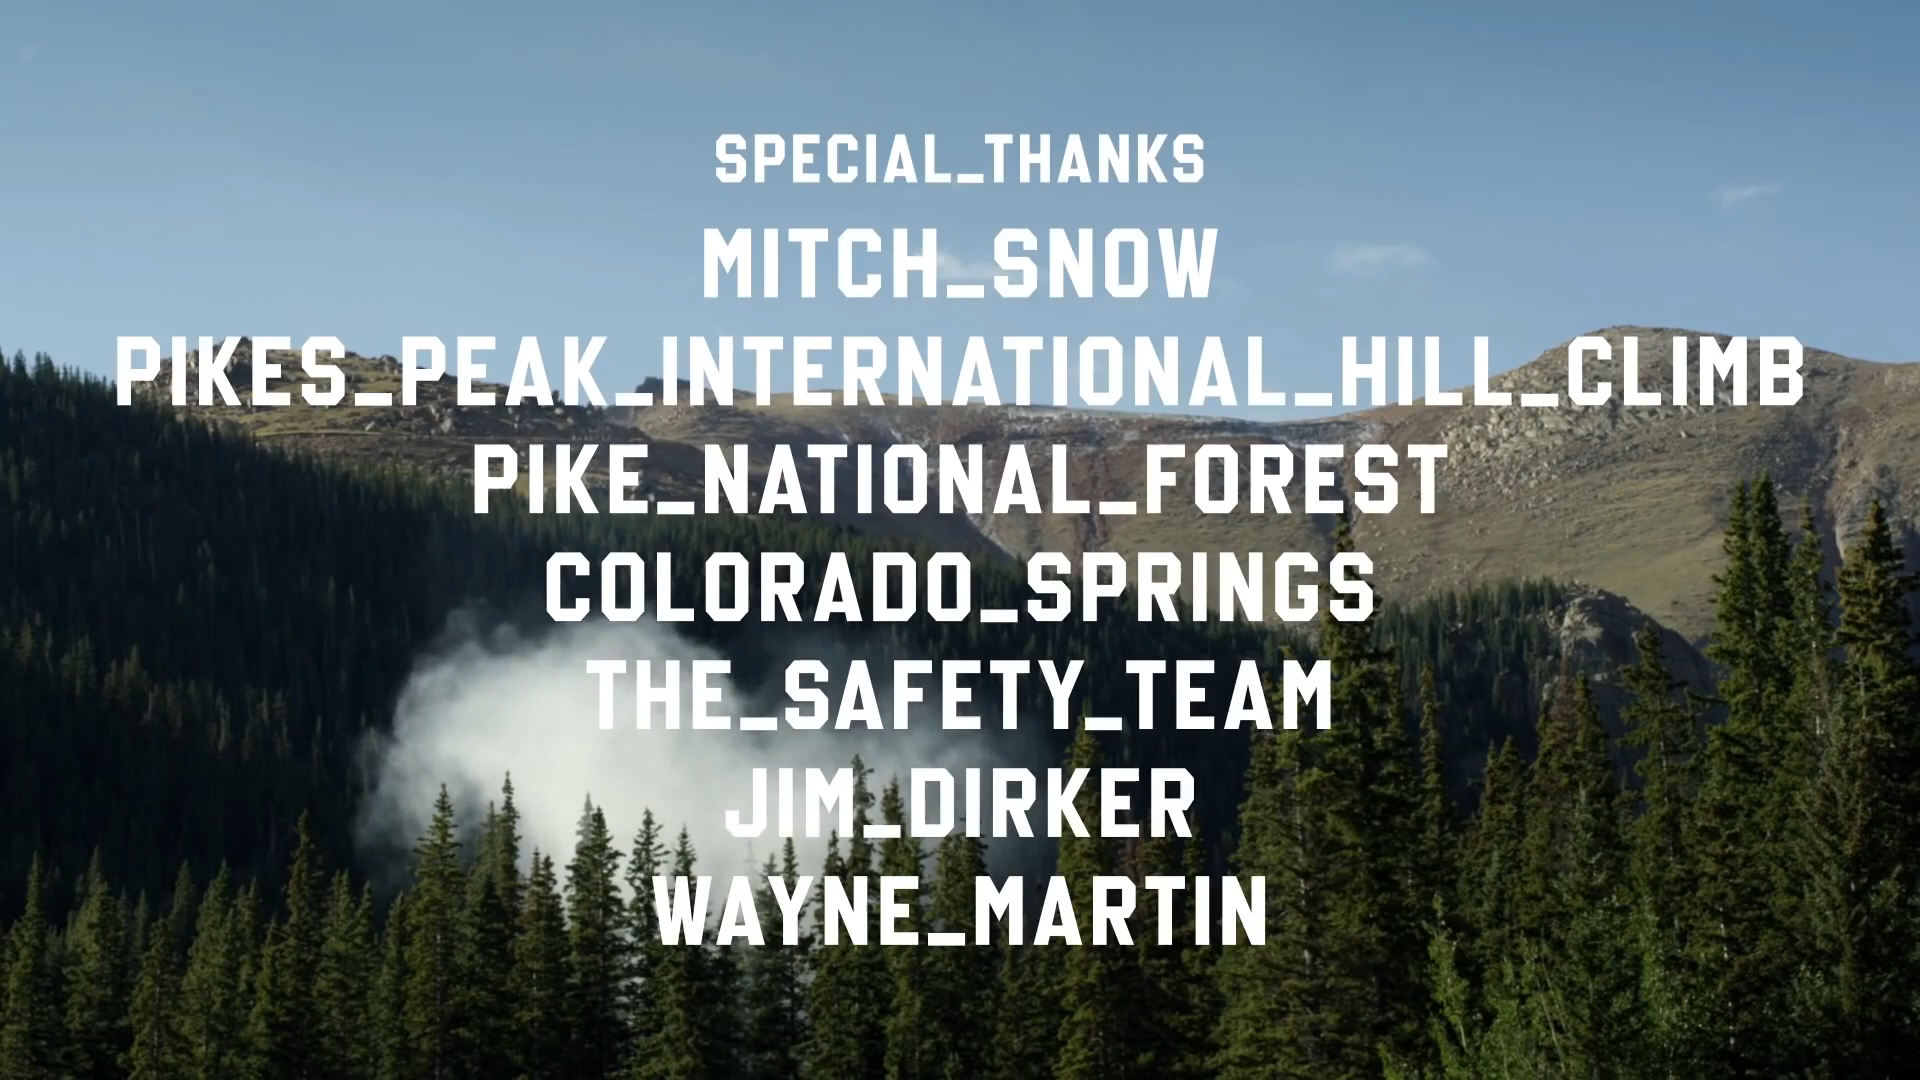 SPECIAL_THANKS
MITCH_SNOW
PIKES_PEAK_INTERNATIONAL_HILL_CLIMB
PIKE_NATIONAL_FOREST
COLORADO_SPRINGS
THE_SAFETY_TEAM
JIM_DIRKER
WAYNE_MARTIN